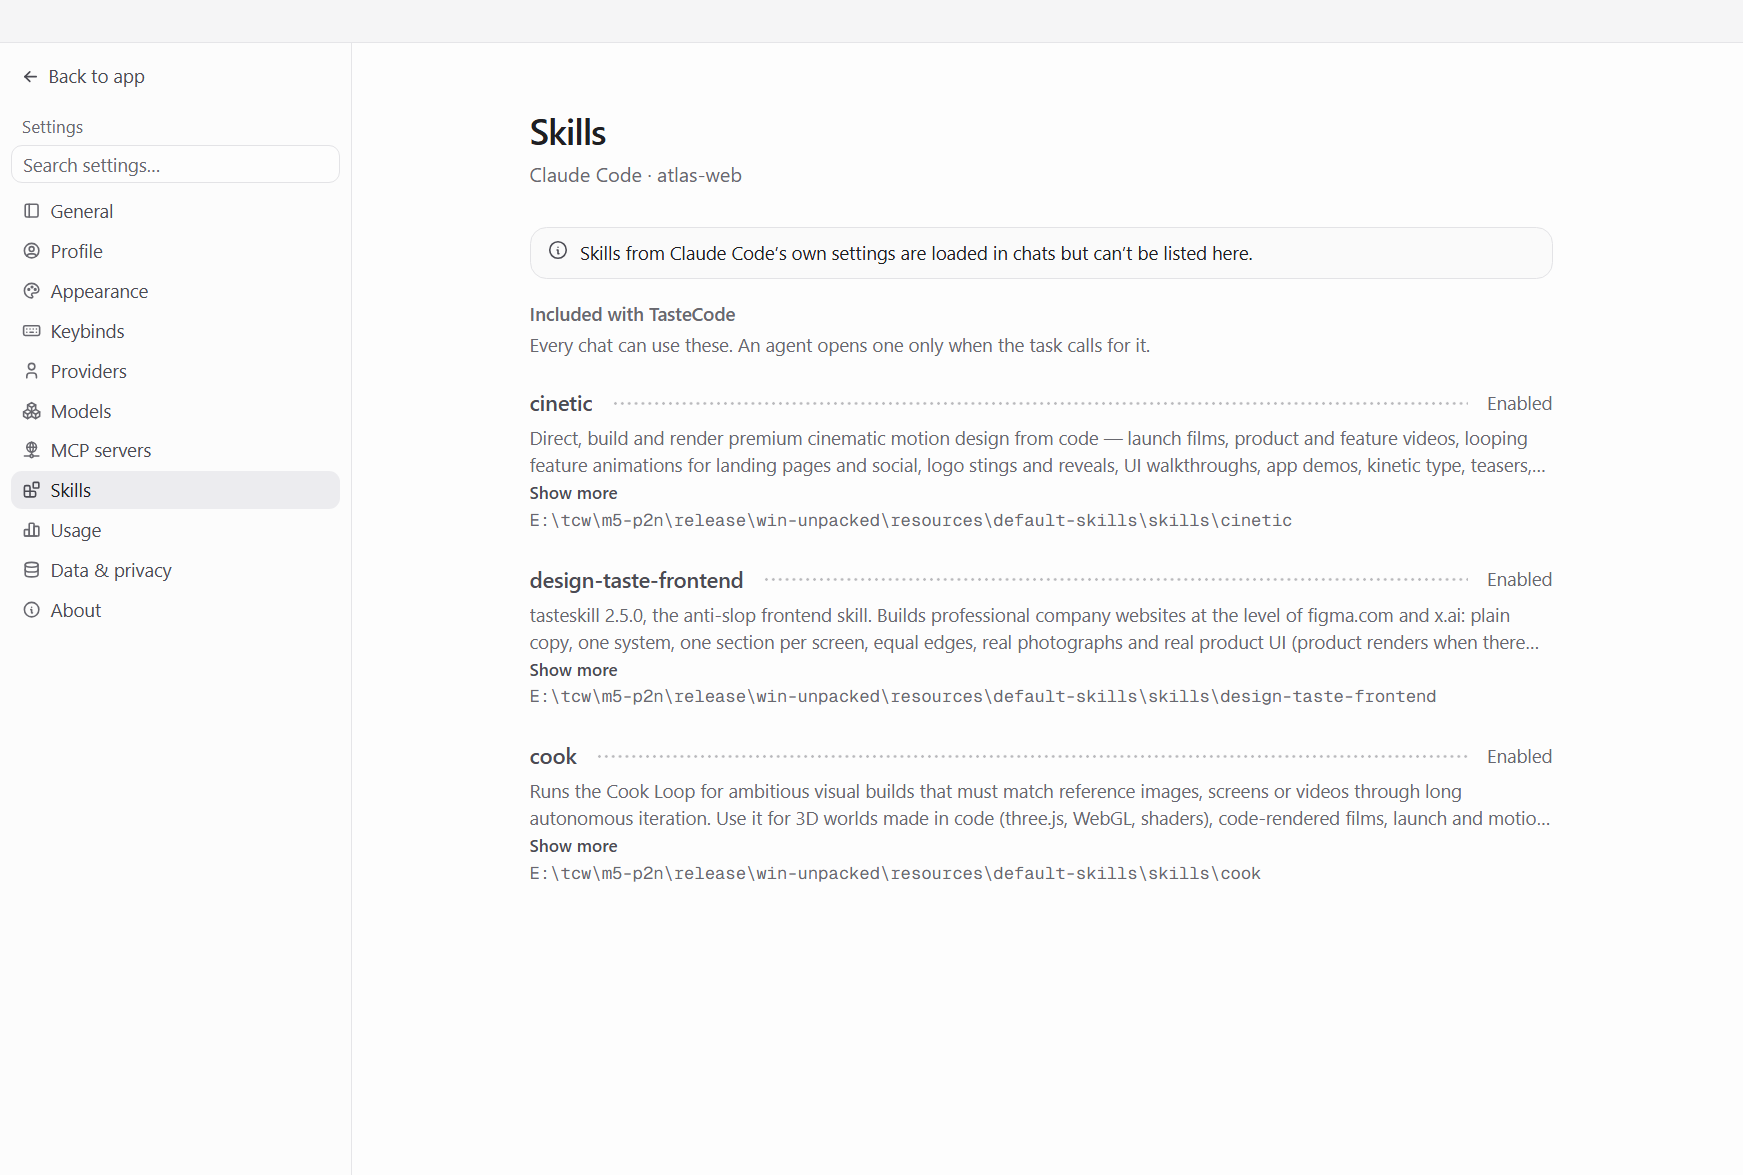 Back to app
Settings
Search settings...
General
Profile
Appearance
Keybinds
Providers
Models
MCP servers
Skills
Usage
Data & privacy
About
Skills
Claude Code · atlas-web
Skills from Claude Code’s own settings are loaded in chats but can’t be listed here.
Included with TasteCode
Every chat can use these. An agent opens one only when the task calls for it.
cinetic Enabled
Direct, build and render premium cinematic motion design from code — launch films, product and feature videos, looping
feature animations for landing pages and social, logo stings and reveals, UI walkthroughs, app demos, kinetic type, teasers,...
Show more
E:\tcw\m5-p2n\release\win-unpacked\resources\default-skills\skills\cinetic
design-taste-frontend Enabled
tasteskill 2.5.0, the anti-slop frontend skill. Builds professional company websites at the level of figma.com and x.ai: plain
copy, one system, one section per screen, equal edges, real photographs and real product UI (product renders when there...
Show more
E:\tcw\m5-p2n\release\win-unpacked\resources\default-skills\skills\design-taste-frontend
cook Enabled
Runs the Cook Loop for ambitious visual builds that must match reference images, screens or videos through long
autonomous iteration. Use it for 3D worlds made in code (three.js, WebGL, shaders), code-rendered films, launch and motio...
Show more
E:\tcw\m5-p2n\release\win-unpacked\resources\default-skills\skills\cook